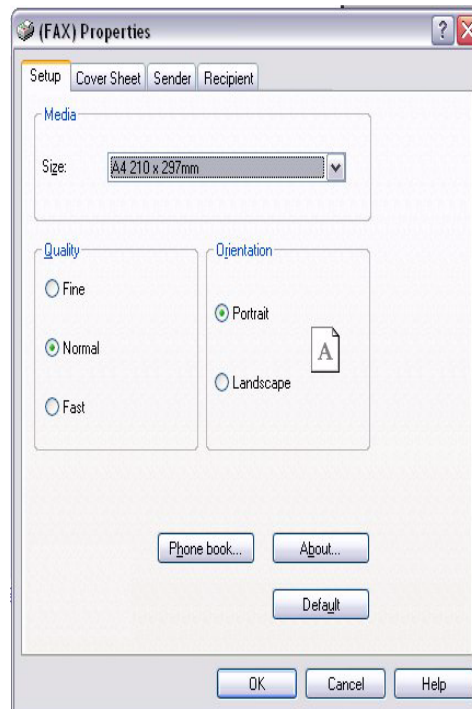 (FAX) Properties
Setup Cover Sheet Sender Recipient
Media
Size: A4 210 x 297mm
Quality Orientation
Fine
Portrait
Normal
A
Landscape
Fast
Phone book... About...
Default
OK Cancel Help